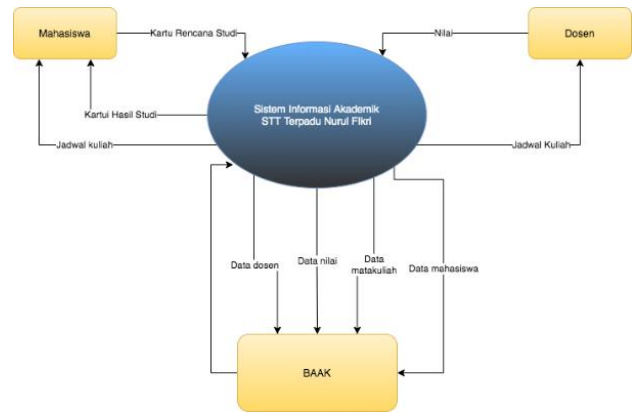 Mahasiswa
Kartu Rencana Studi
Nilai
Dosen
Sistem Informasi Akademik
STT Terpadu Nurul FIkri
Kartui Hasil Studi
Jadwal kuliah
Jadwal Kuliah
Data dosen
Data nilai
Data
matakuliah
Data mahasiswa
BAAK